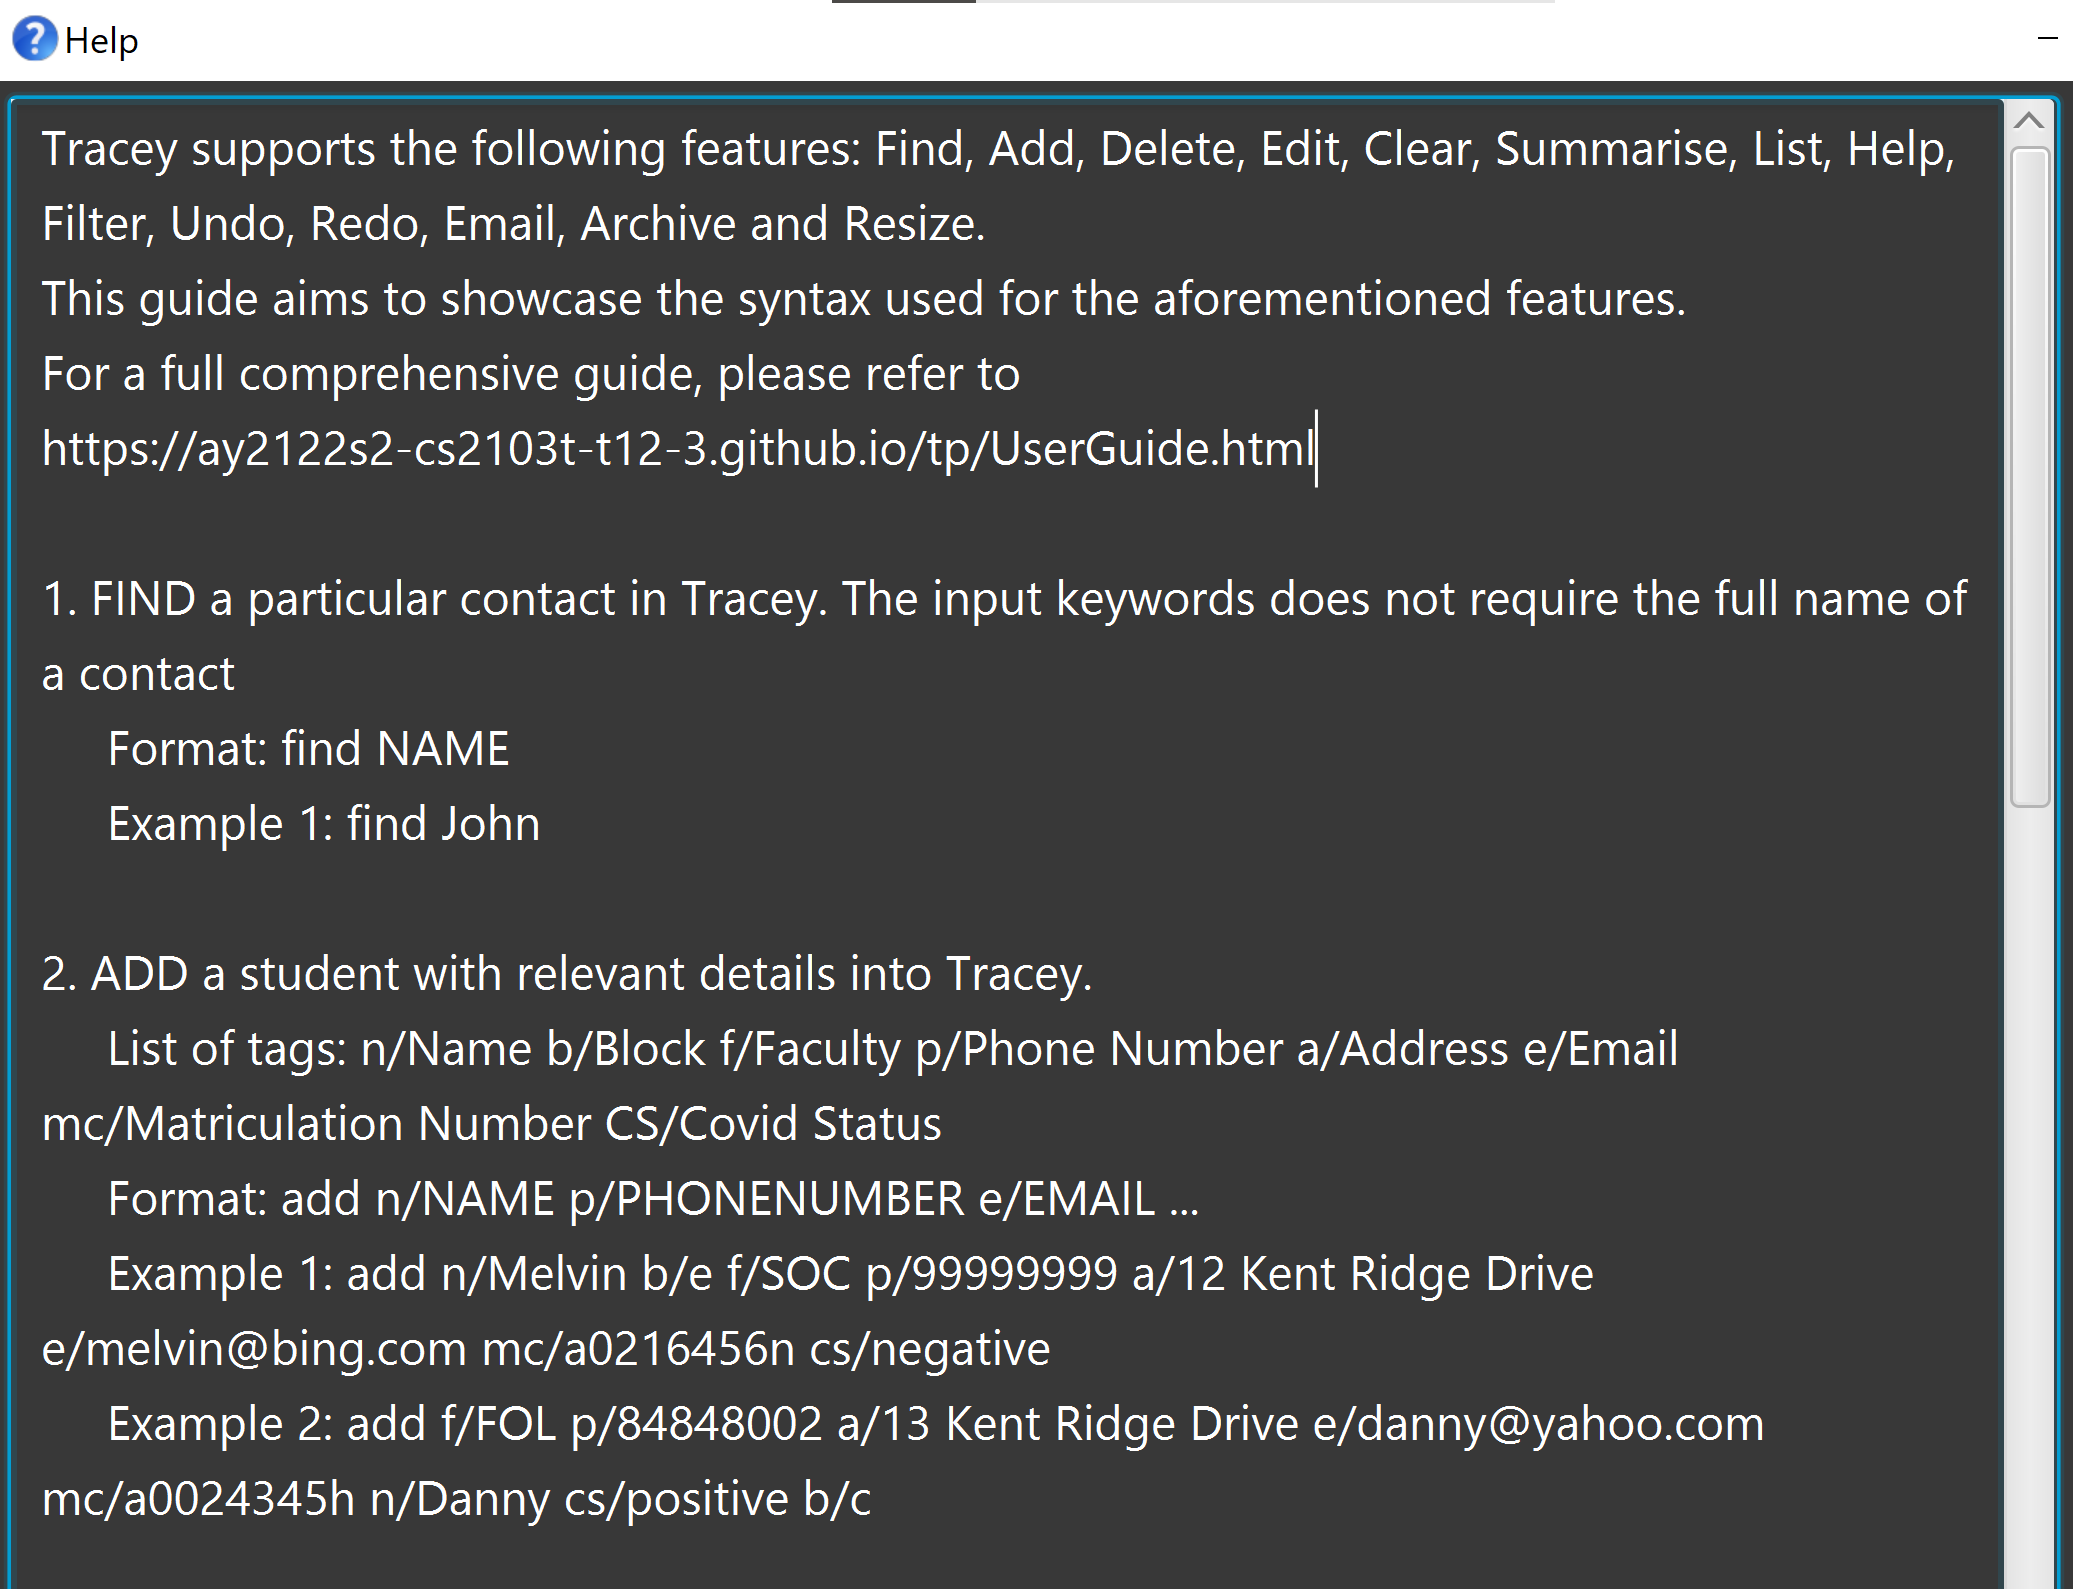 Help
Tracey supports the following features: Find, Add, Delete, Edit, Clear, Summarise, List, Help,
Filter, Undo, Redo, Email, Archive and Resize.
This guide aims to showcase the syntax used for the aforementioned features.
For a full comprehensive guide, please refer to
https://ay2122s2-cs2103t-t12-3.github.io/tp/UserGuide.html
1. FIND a particular contact in Tracey. The input keywords does not require the full name of
a contact
Format: find NAME
Example 1: find John
2. ADD a student with relevant details into Tracey.
List of tags: n/Name b/Block f/Faculty p/Phone Number a/Address e/Email
mc/Matriculation Number CS/Covid Status
Format: add n/NAME p/PHONENUMBER e/EMAIL ...
Example 1: add n/Melvin b/e f/SOC p/99999999 a/12 Kent Ridge Drive
e/melvin@bing.com mc/a0216456n cs/negative
Example 2: add f/FOL p/84848002 a/13 Kent Ridge Drive e/danny@yahoo.com
mc/a0024345h n/Danny cs/positive b/c